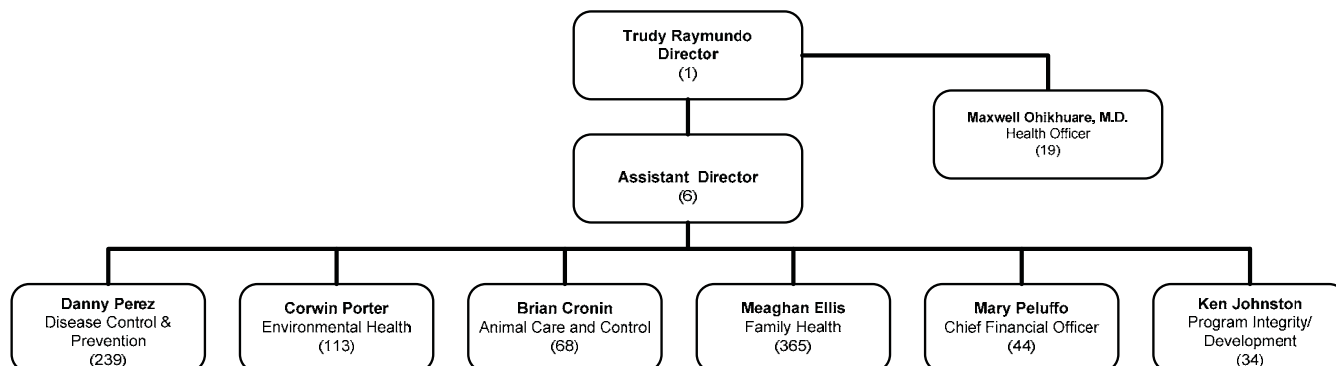 Trudy Raymundo
Director
(1)
Maxwell Ohikhuare, M.D.
Health Officer
(19)
Assistant Director
(6)
Danny Perez
Disease Control &
Prevention
(239)
Corwin Porter
Environmental Health
(113)
Brian Cronin
Animal Care and Control
(68)
Meaghan Ellis
Family Health
(365)
Mary Peluffo
Chief Financial Officer
(44)
Ken Johnston
Program Integrity/
Development
(34)